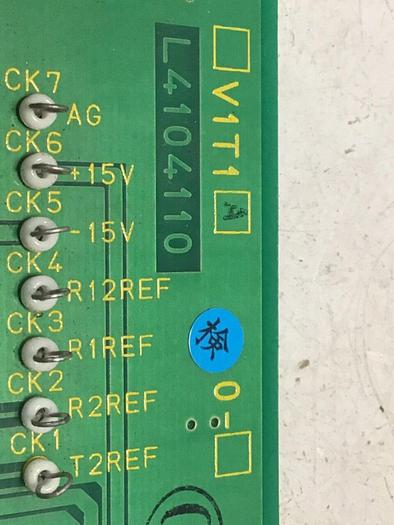 CK7
AG
CK6
+15V
CK5
-15V
CK4
R12REF
CK3
R1REF
CK2
R2REF
CK1
T2REF
L4104110
V1T1
0-